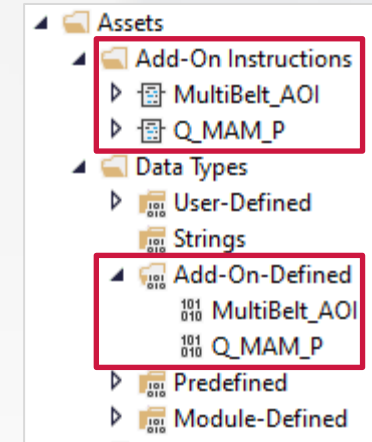 Assets
Add-On Instructions
MultiBelt_AOI
Q_MAM_P
Data Types
User-Defined
Strings
Add-On-Defined
MultiBelt_AOI
Q_MAM_P
Predefined
Module-Defined